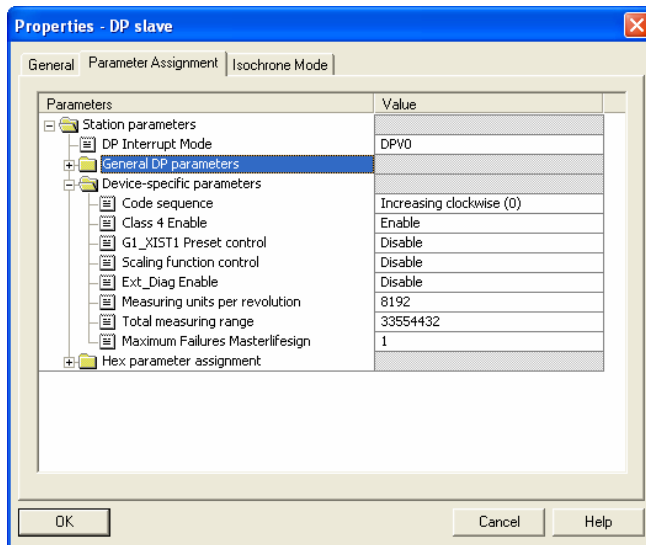 Properties - DP slave
General Parameter Assignment Isochrone Mode
Parameters Value
Station parameters
DP Interrupt Mode DPV0
General DP parameters
Device-specific parameters
Code sequence Increasing clockwise (0)
Class 4 Enable Enable
G1_XIST1 Preset control Disable
Scaling function control Disable
Ext_Diag Enable Disable
Measuring units per revolution 8192
Total measuring range 33554432
Maximum Failures Masterlifesign 1
Hex parameter assignment
OK Cancel Help